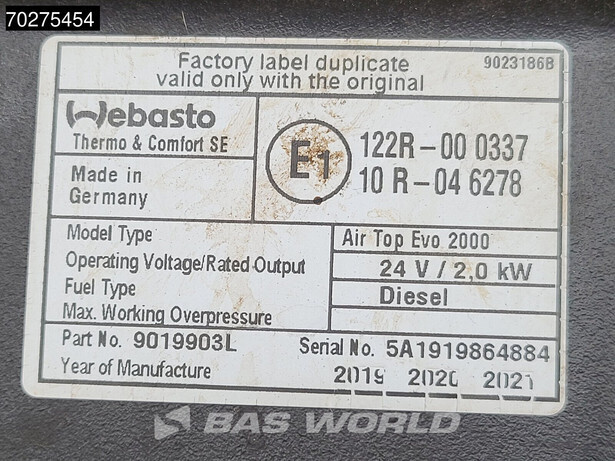 70275454
Factory label duplicate
valid only with the original
9023186B
Webasto
Thermo & Comfort SE
Made in
Germany
E1
122R-00 0337
10 R-04 6278
Model Type
Air Top Evo 2000
Operating Voltage/Rated Output
24 V / 2,0 kW
Fuel Type
Diesel
Max. Working Overpressure
Part No. 9019903L
Serial No. 5A1919864884
Year of Manufacture
2019 2020 2021
BAS WORLD